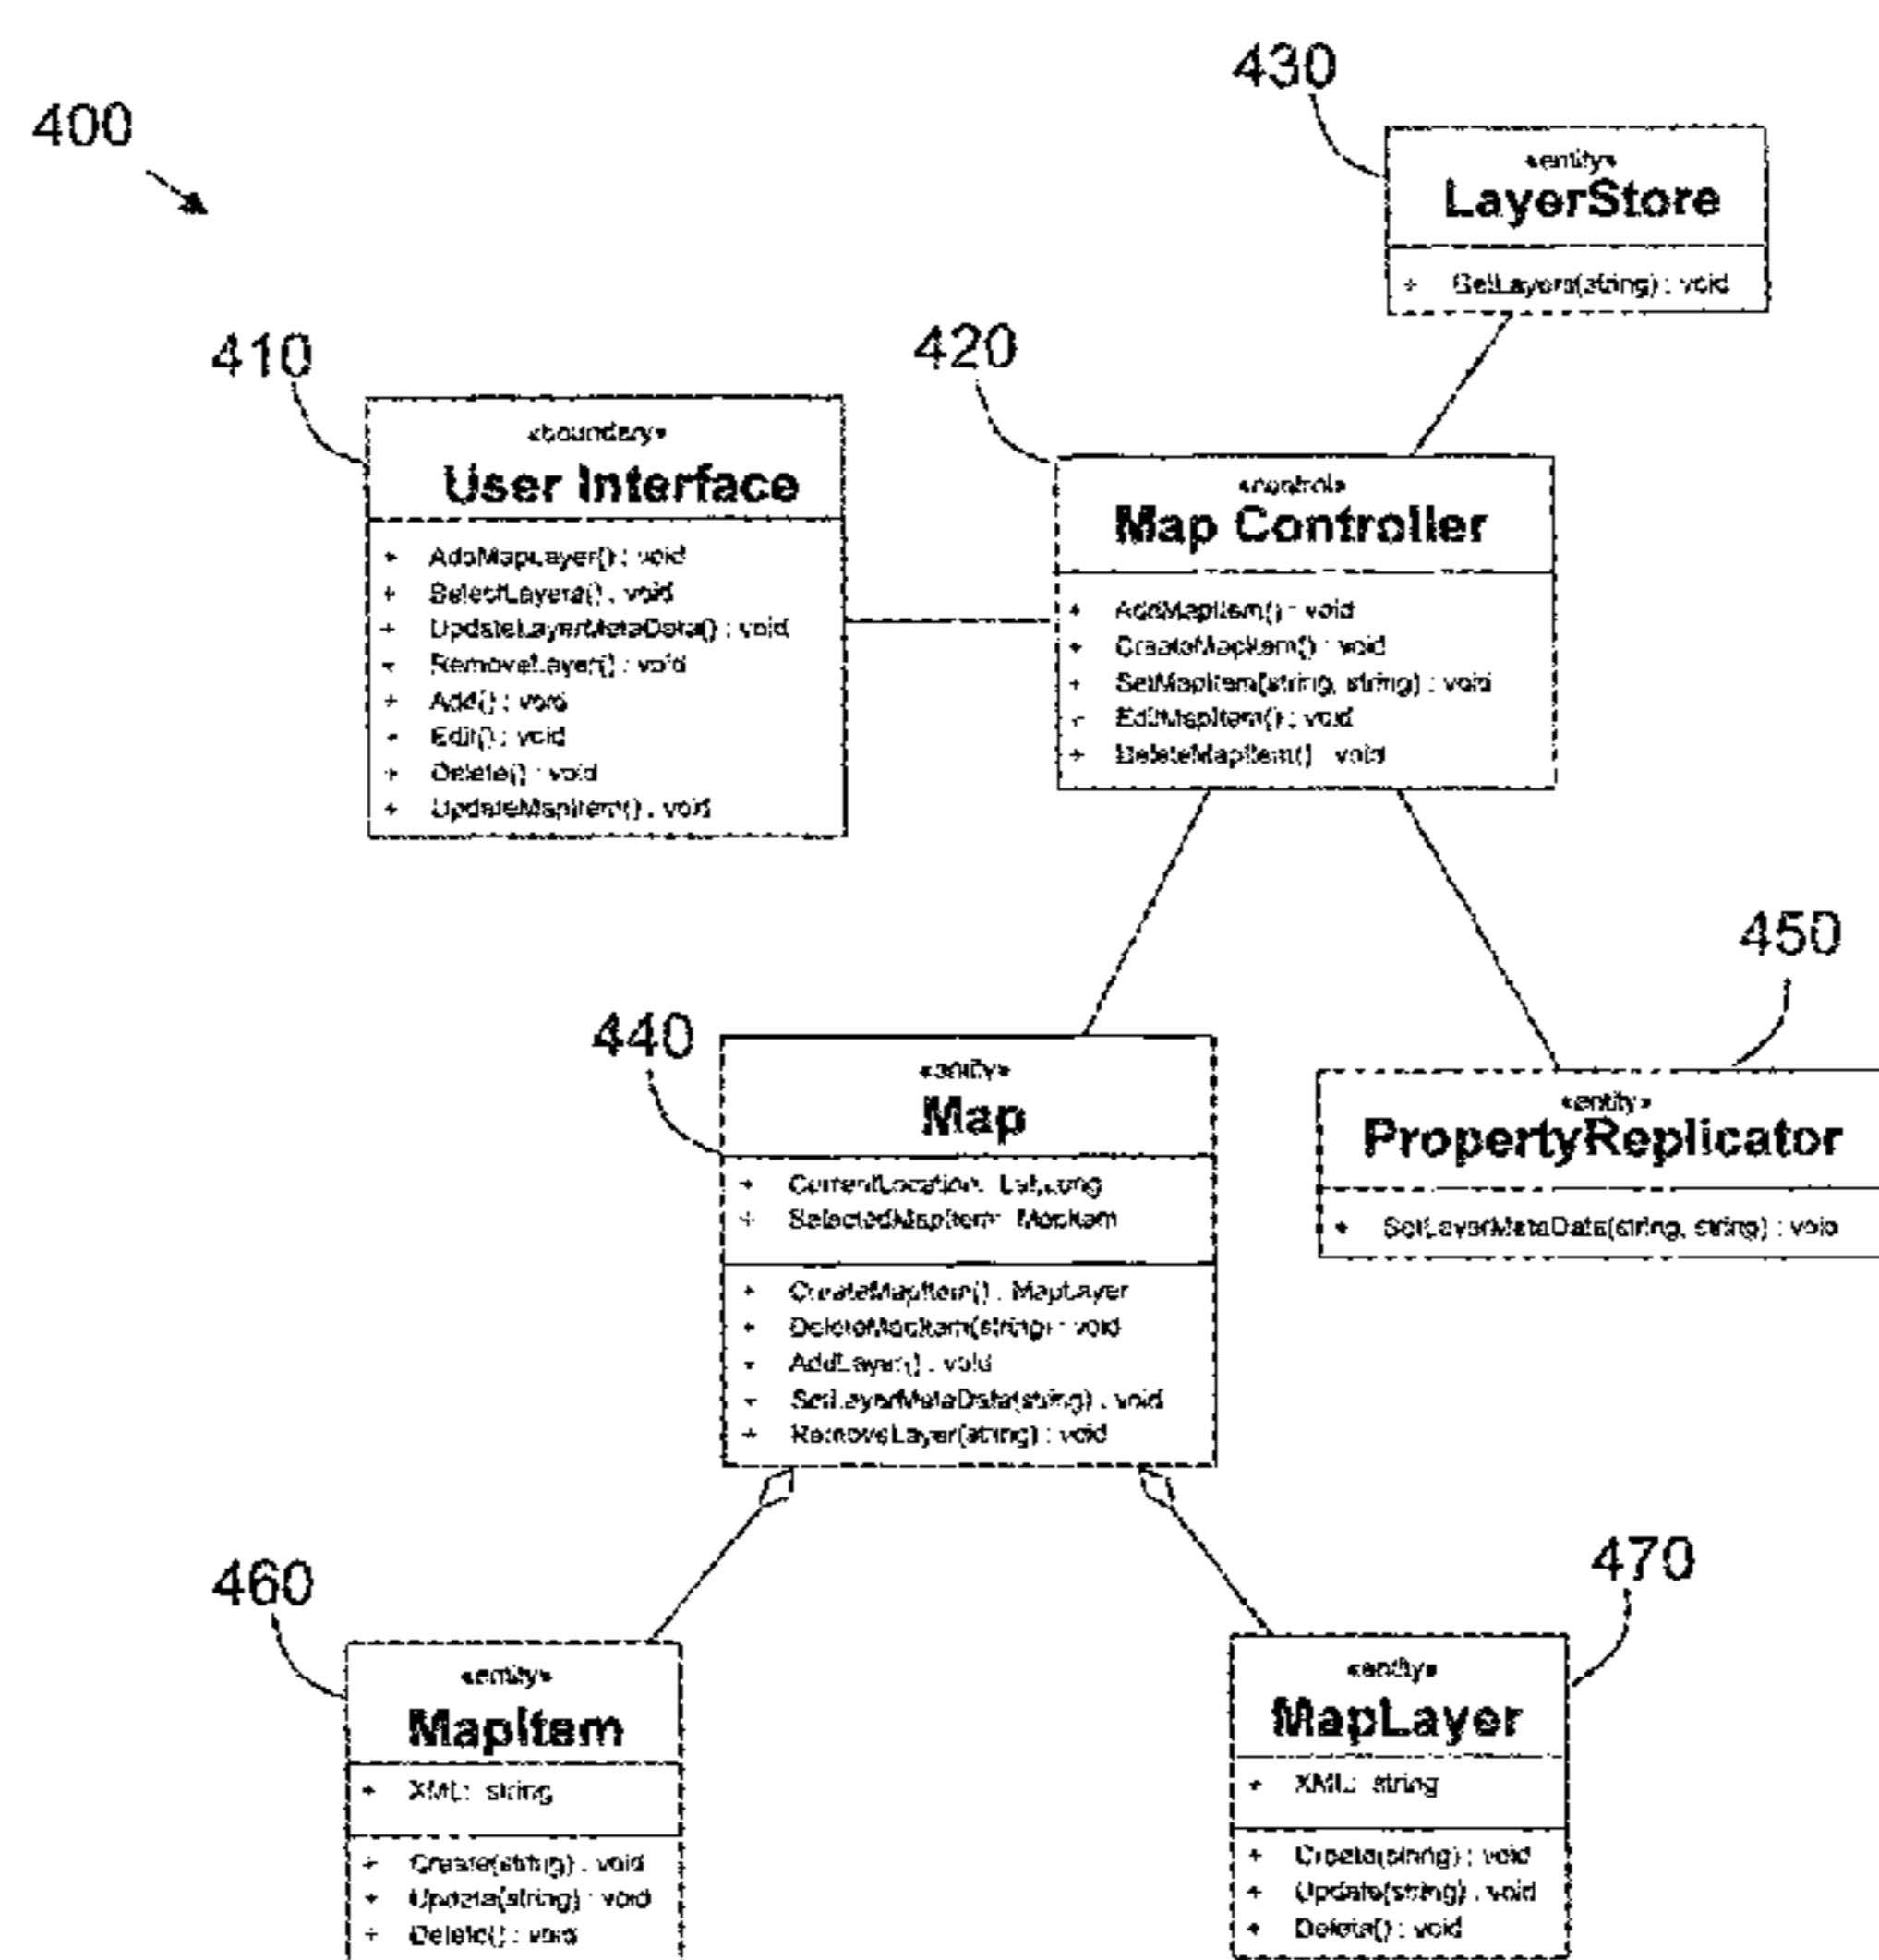 400
430
«entity»
LayerStore
+ GetLayers(string) : void
410
«boundary»
User Interface
+ AddMapLayer() : void
+ SelectLayers() : void
+ UpdateLayerMetaData() : void
+ RemoveLayer() : void
+ Add() : void
+ Edit() : void
+ Delete() : void
+ UpdateMapItem() : void
420
«control»
Map Controller
+ AddMapItem() : void
+ CreateMapItem() : void
+ SetMapItem(string, string) : void
+ EditMapItem() : void
+ DeleteMapItem() : void
440
«entity»
Map
+ CurrentLocation: LatLong
+ SelectedMapItem: MapItem
+ CreateMapItem() : MapLayer
+ DeleteMapItem(string) : void
+ AddLayer() : void
+ SetLayerMetaData(string) : void
+ RemoveLayer(string) : void
450
«entity»
PropertyReplicator
+ SetLayerMetaData(string, string) : void
460
«entity»
MapItem
+ XML: string
+ Create(string) : void
+ Update(string) : void
+ Delete() : void
470
«entity»
MapLayer
+ XML: string
+ Create(string) : void
+ Update(string) : void
+ Delete() : void